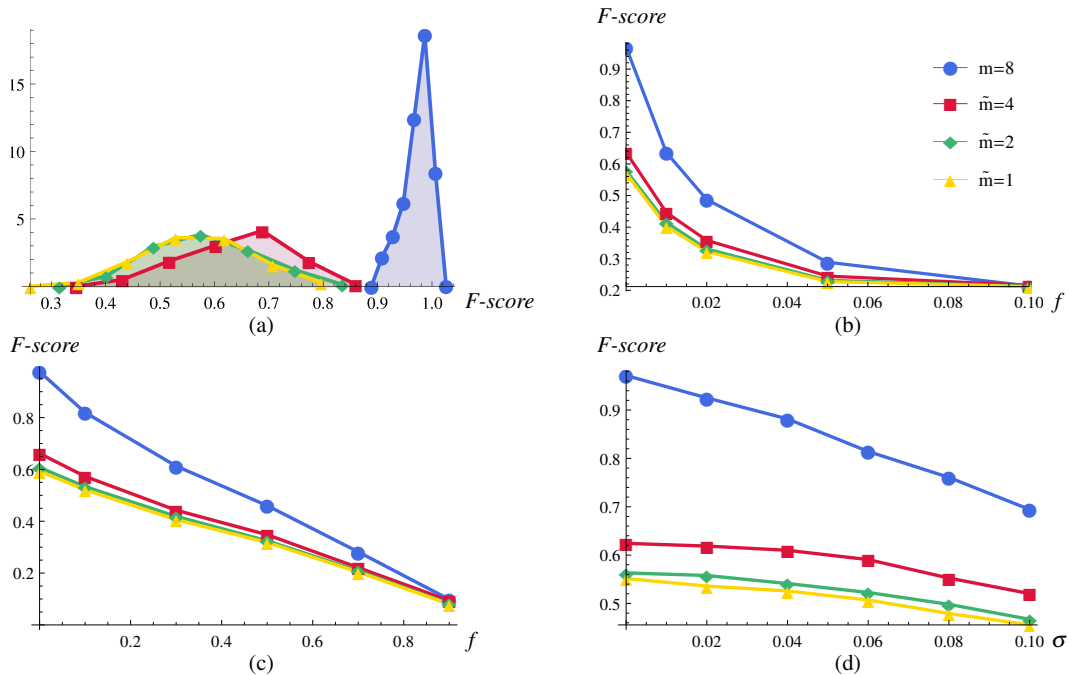 F-score
15
10
5
0.3 0.4 0.5 0.6 0.7 0.8 0.9 1.0 F-score
(a)
F-score
0.9
0.8
0.7
0.6
0.5
0.4
0.3
0.2
0.02 0.04 0.06 0.08 0.10 f
m=8
m̃=4
m̃=2
m̃=1
(b)
F-score
0.8
0.6
0.4
0.2
0.2 0.4 0.6 0.8 f
(c)
F-score
0.9
0.8
0.7
0.6
0.5
0.02 0.04 0.06 0.08 0.10 σ
(d)